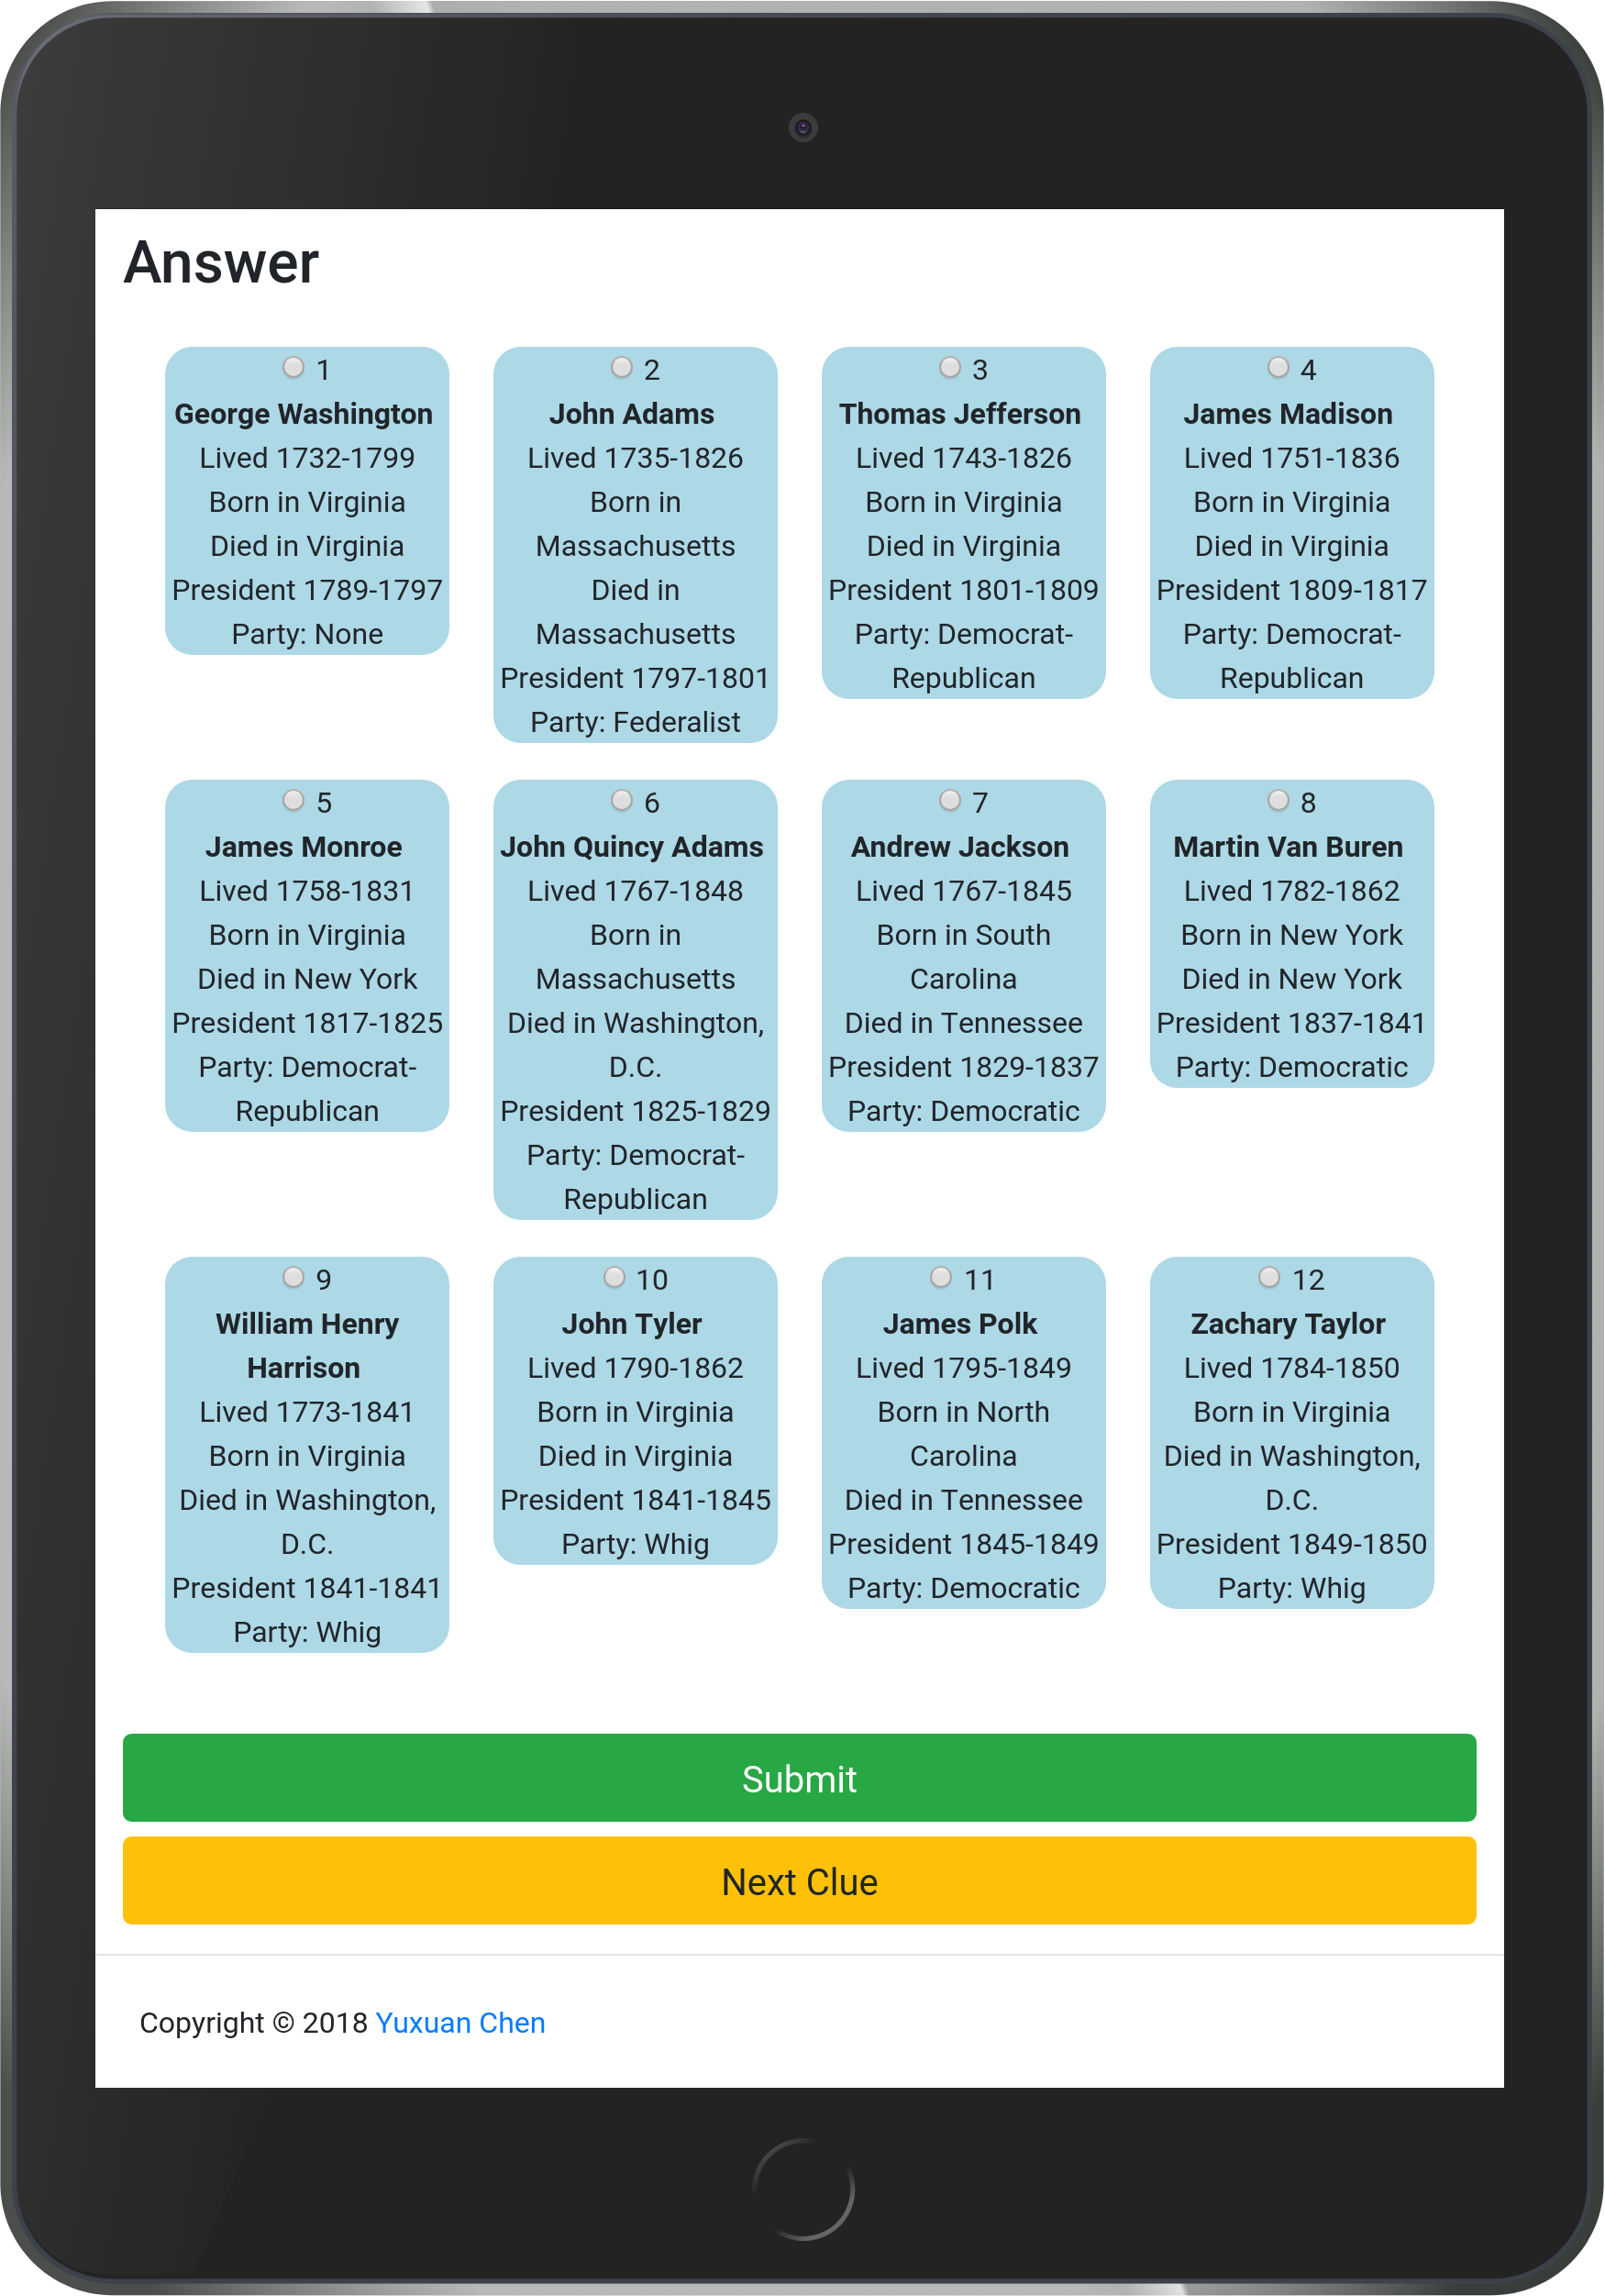 Answer
1
George Washington
Lived 1732-1799
Born in Virginia
Died in Virginia
President 1789-1797
Party: None
2
John Adams
Lived 1735-1826
Born in
Massachusetts
Died in
Massachusetts
President 1797-1801
Party: Federalist
3
Thomas Jefferson
Lived 1743-1826
Born in Virginia
Died in Virginia
President 1801-1809
Party: Democrat-
Republican
4
James Madison
Lived 1751-1836
Born in Virginia
Died in Virginia
President 1809-1817
Party: Democrat-
Republican
5
James Monroe
Lived 1758-1831
Born in Virginia
Died in New York
President 1817-1825
Party: Democrat-
Republican
6
John Quincy Adams
Lived 1767-1848
Born in
Massachusetts
Died in Washington,
D.C.
President 1825-1829
Party: Democrat-
Republican
7
Andrew Jackson
Lived 1767-1845
Born in South
Carolina
Died in Tennessee
President 1829-1837
Party: Democratic
8
Martin Van Buren
Lived 1782-1862
Born in New York
Died in New York
President 1837-1841
Party: Democratic
9
William Henry
Harrison
Lived 1773-1841
Born in Virginia
Died in Washington,
D.C.
President 1841-1841
Party: Whig
10
John Tyler
Lived 1790-1862
Born in Virginia
Died in Virginia
President 1841-1845
Party: Whig
11
James Polk
Lived 1795-1849
Born in North
Carolina
Died in Tennessee
President 1845-1849
Party: Democratic
12
Zachary Taylor
Lived 1784-1850
Born in Virginia
Died in Washington,
D.C.
President 1849-1850
Party: Whig
Submit
Next Clue
Copyright © 2018 Yuxuan Chen